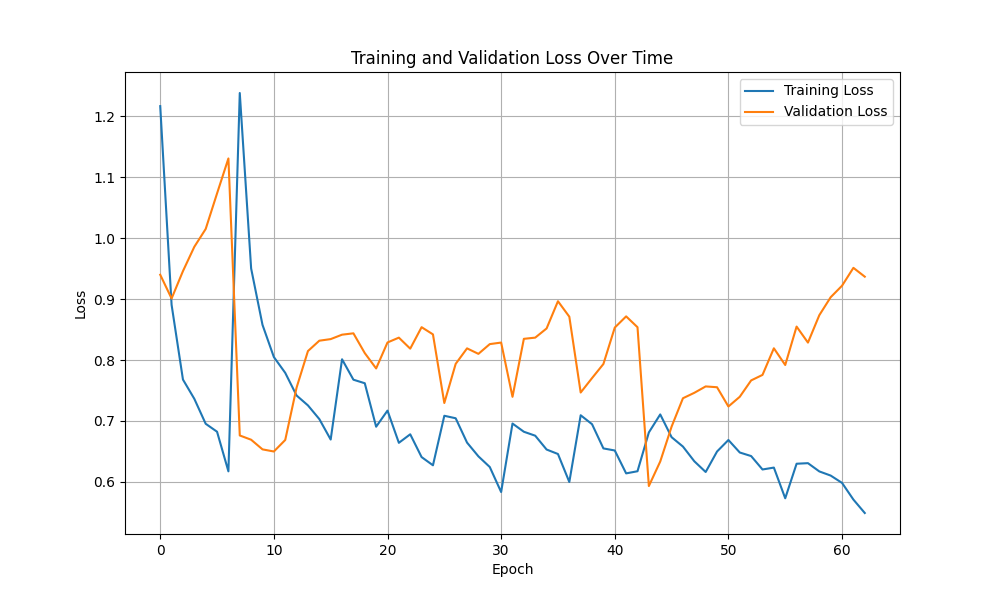 Training and Validation Loss Over Time
Training Loss
Validation Loss
1.2
1.1
1.0
0.9
0.8
0.7
0.6
Loss
0 10 20 30 40 50 60
Epoch